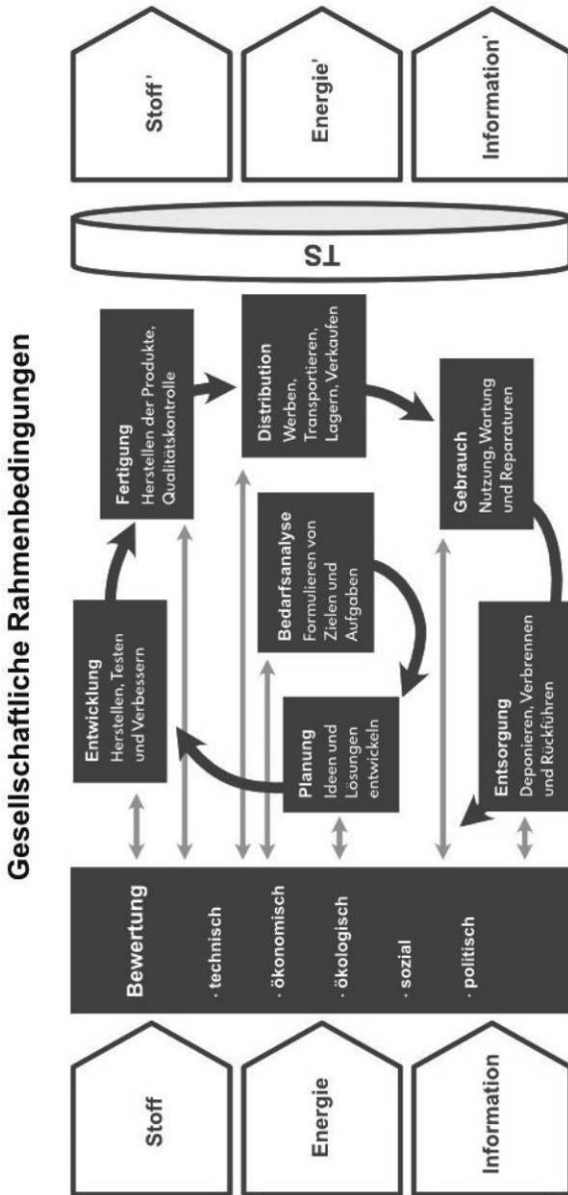 Gesellschaftliche Rahmenbedingungen
Stoff
Energie
Information
Bewertung
· technisch
· ökonomisch
· ökologisch
· sozial
· politisch
Entwicklung
Herstellen, Testen
und Verbessern
Planung
Ideen und
Lösungen
entwickeln
Entsorgung
Deponieren, Verbrennen
und Rückführen
Bedarfsanalyse
Formulieren von
Zielen und
Aufgaben
Fertigung
Herstellen der Produkte,
Qualitätskontrolle
Distribution
Werben,
Transportieren,
Lagern, Verkaufen
Gebrauch
Nutzung, Wartung
und Reparaturen
TS
Stoff'
Energie'
Information'